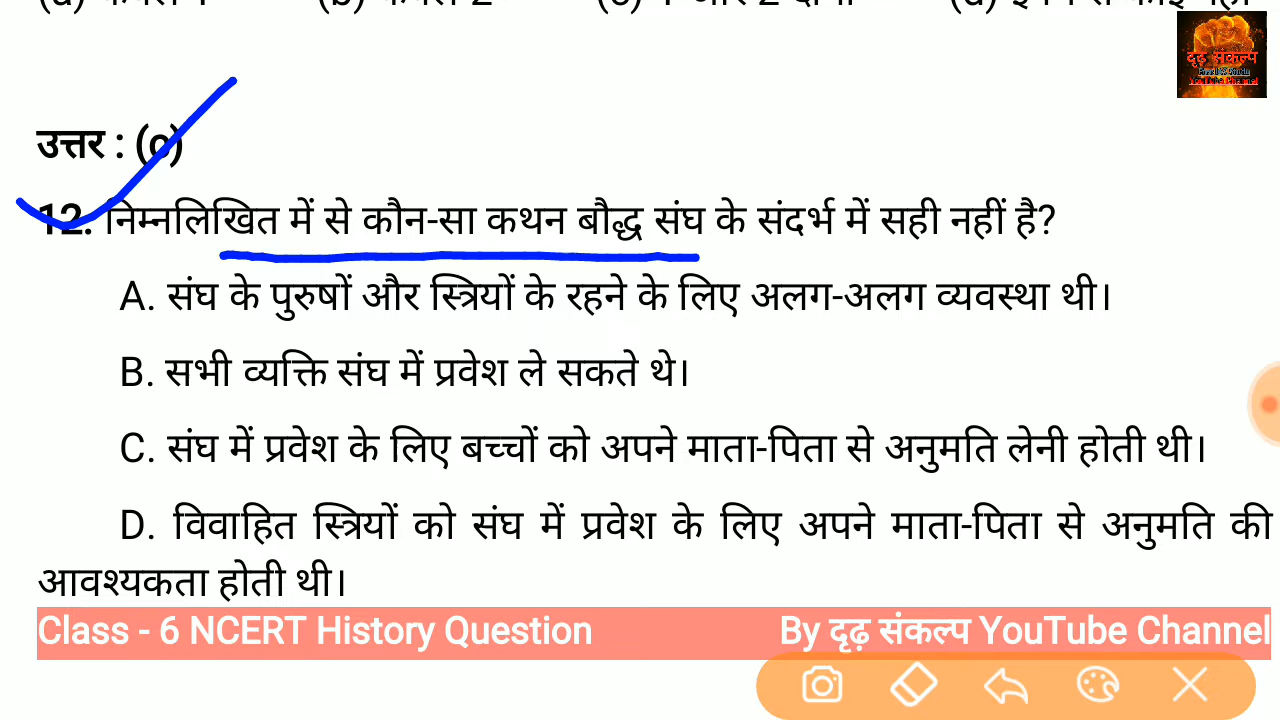 दृढ़ संकल्प
उत्तर : (c)
12. निम्नलिखित में से कौन-सा कथन बौद्ध संघ के संदर्भ में सही नहीं है?
A. संघ के पुरुषों और स्त्रियों के रहने के लिए अलग-अलग व्यवस्था थी।
B. सभी व्यक्ति संघ में प्रवेश ले सकते थे।
C. संघ में प्रवेश के लिए बच्चों को अपने माता-पिता से अनुमति लेनी होती थी।
D. विवाहित स्त्रियों को संघ में प्रवेश के लिए अपने माता-पिता से अनुमति की
आवश्यकता होती थी।
Class - 6 NCERT History Question By दृढ़ संकल्प YouTube Channel